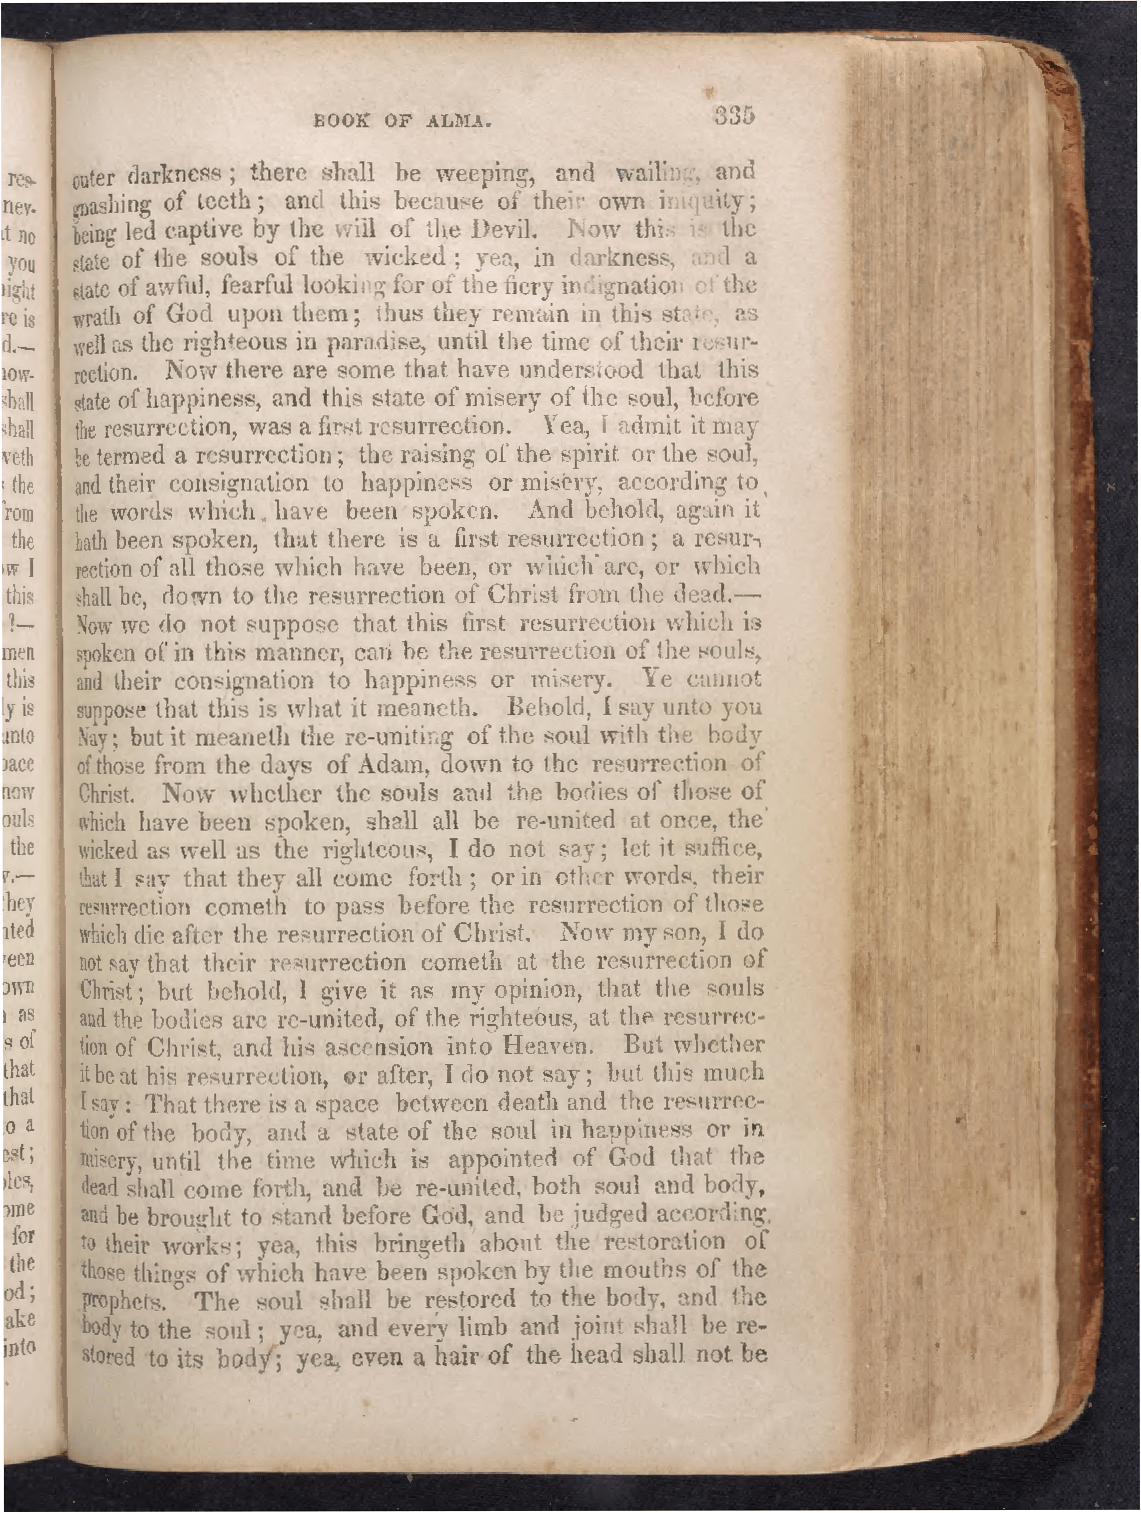 BOOK OF ALMA. 335
outer darkness; there shall be weeping, and wailing, and
gnashing of teeth; and this because of their own iniquity;
being led captive by the will of the Devil. Now this is the
state of the souls of the wicked; yea, in darkness, and a
state of awful, fearful looking for of the fiery indignation of the
wrath of God upon them; thus they remain in this state, as
well as the righteous in paradise, until the time of their resur-
rection. Now there are some that have understood that this
state of happiness, and this state of misery of the soul, before
the resurrection, was a first resurrection. Yea, I admit it may
be termed a resurrection; the raising of the spirit or the soul,
and their consignation to happiness or misery, according to
the words which have been spoken. And behold, again it
hath been spoken, that there is a first resurrection; a resur-
rection of all those which have been, or which are, or which
shall be, down to the resurrection of Christ from the dead.—
Now we do not suppose that this first resurrection which is
spoken of in this manner, can be the resurrection of the souls,
and their consignation to happiness or misery. Ye cannot
suppose that this is what it meaneth. Behold, I say unto you
Nay; but it meaneth the re-uniting of the soul with the body
of those from the days of Adam, down to the resurrection of
Christ. Now whether the souls and the bodies of those of
which have been spoken, shall all be re-united at once, the
wicked as well as the righteous, I do not say; let it suffice,
that I say that they all come forth; or in other words, their
resurrection cometh to pass before the resurrection of those
which die after the resurrection of Christ. Now my son, I do
not say that their resurrection cometh at the resurrection of
Christ; but behold, I give it as my opinion, that the souls
and the bodies are re-united, of the righteous, at the resurrec-
tion of Christ, and his ascension into Heaven. But whether
it be at his resurrection, or after, I do not say; but this much
I say: That there is a space between death and the resurrec-
tion of the body, and a state of the soul in happiness or in
misery, until the time which is appointed of God that the
dead shall come forth, and be re-united, both soul and body,
and be brought to stand before God, and be judged according
to their works; yea, this bringeth about the restoration of
those things of which have been spoken by the mouths of the
prophets. The soul shall be restored to the body, and the
body to the soul; yea, and every limb and joint shall be re-
stored to its body; yea, even a hair of the head shall not be